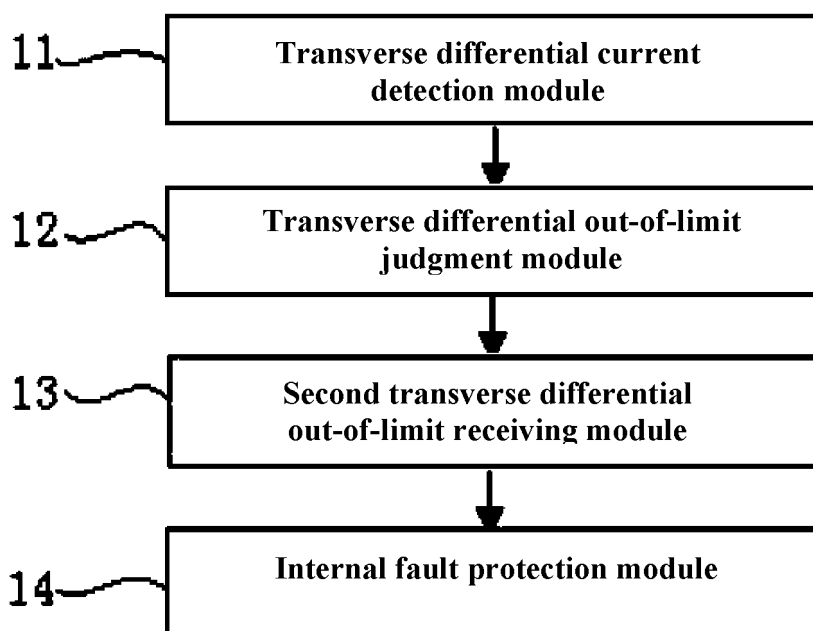 11
Transverse differential current
detection module
12
Transverse differential out-of-limit
judgment module
13
Second transverse differential
out-of-limit receiving module
14
Internal fault protection module